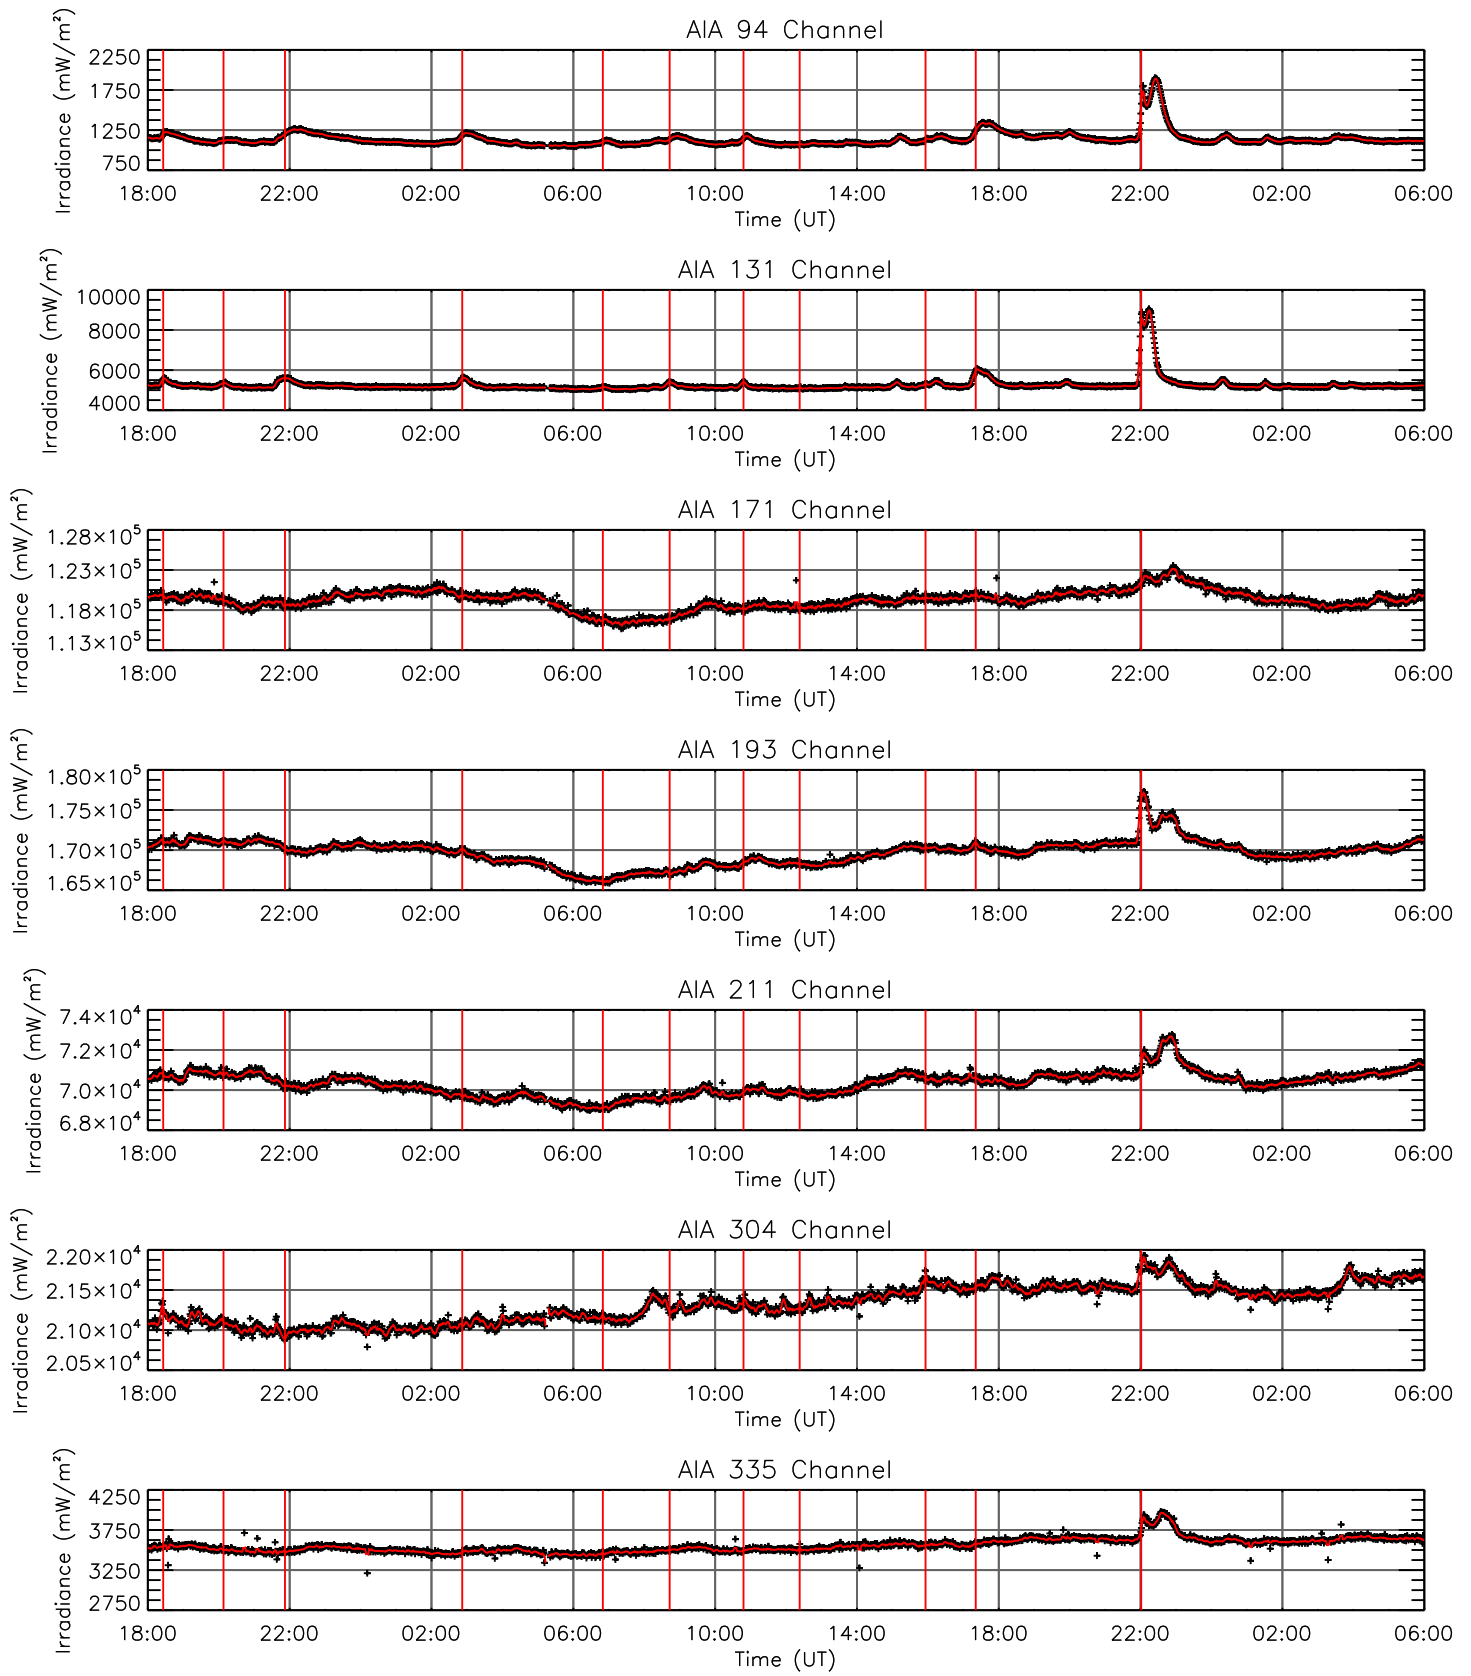 AIA 94 Channel
Irradiance (mW/m²)
2250
1750
1250
750
18:00 22:00 02:00 06:00 10:00 14:00 18:00 22:00 02:00 06:00
Time (UT)
AIA 131 Channel
Irradiance (mW/m²)
10000
8000
6000
4000
18:00 22:00 02:00 06:00 10:00 14:00 18:00 22:00 02:00 06:00
Time (UT)
AIA 171 Channel
Irradiance (mW/m²)
1.28×10⁵
1.23×10⁵
1.18×10⁵
1.13×10⁵
18:00 22:00 02:00 06:00 10:00 14:00 18:00 22:00 02:00 06:00
Time (UT)
AIA 193 Channel
Irradiance (mW/m²)
1.80×10⁵
1.75×10⁵
1.70×10⁵
1.65×10⁵
18:00 22:00 02:00 06:00 10:00 14:00 18:00 22:00 02:00 06:00
Time (UT)
AIA 211 Channel
Irradiance (mW/m²)
7.4×10⁴
7.2×10⁴
7.0×10⁴
6.8×10⁴
18:00 22:00 02:00 06:00 10:00 14:00 18:00 22:00 02:00 06:00
Time (UT)
AIA 304 Channel
Irradiance (mW/m²)
2.20×10⁴
2.15×10⁴
2.10×10⁴
2.05×10⁴
18:00 22:00 02:00 06:00 10:00 14:00 18:00 22:00 02:00 06:00
Time (UT)
AIA 335 Channel
Irradiance (mW/m²)
4250
3750
3250
2750
18:00 22:00 02:00 06:00 10:00 14:00 18:00 22:00 02:00 06:00
Time (UT)